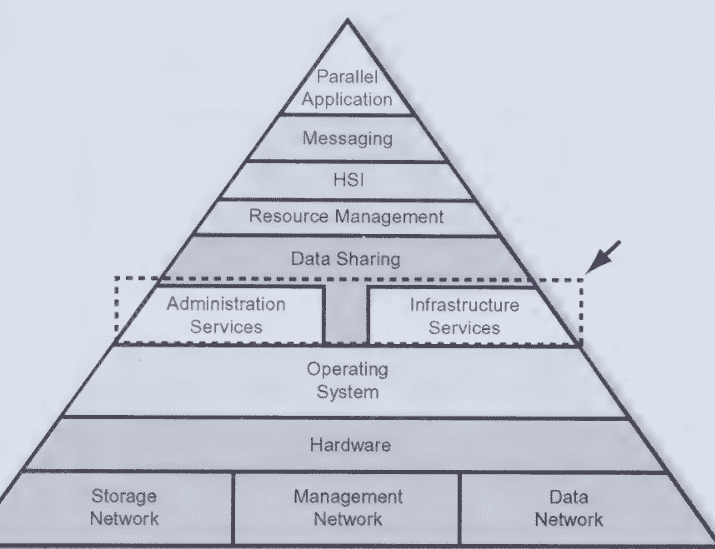 Parallel
Application
Messaging
HSI
Resource Management
Data Sharing
Administration
Services
Infrastructure
Services
Operating
System
Hardware
Storage
Network
Management
Network
Data
Network